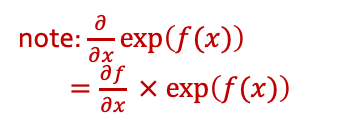 note: ∂/∂x exp(f(x))
= ∂f/∂x × exp(f(x))